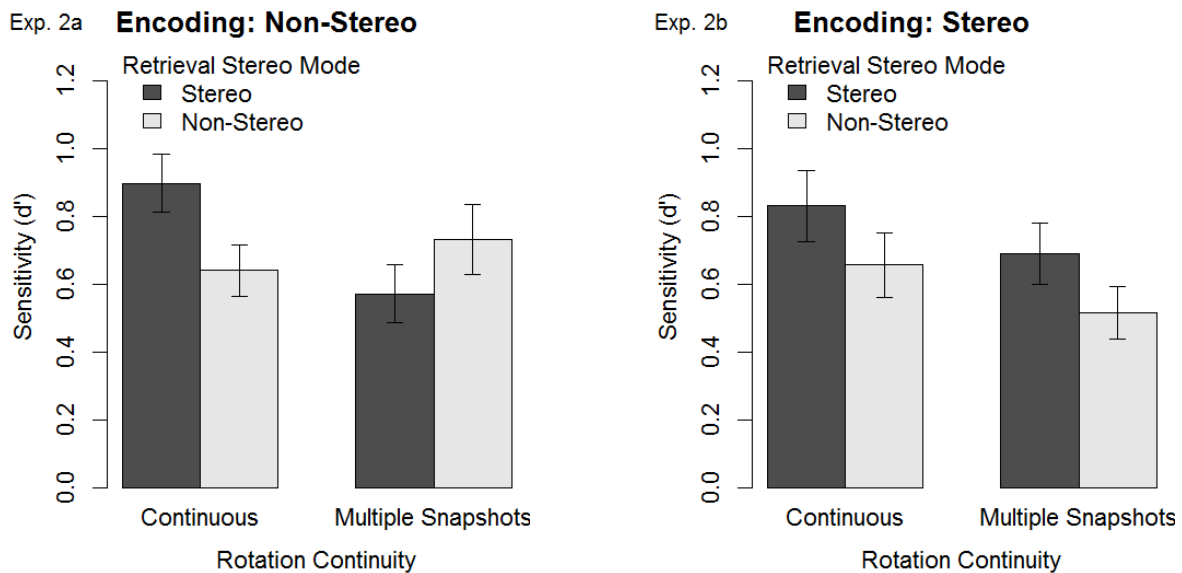 Exp. 2a
Encoding: Non-Stereo
Retrieval Stereo Mode
Stereo
Non-Stereo
Sensitivity (d')
1.2
1.0
0.8
0.6
0.4
0.2
0.0
Continuous
Multiple Snapshots
Rotation Continuity
Exp. 2b
Encoding: Stereo
Retrieval Stereo Mode
Stereo
Non-Stereo
Sensitivity (d')
1.2
1.0
0.8
0.6
0.4
0.2
0.0
Continuous
Multiple Snapshots
Rotation Continuity